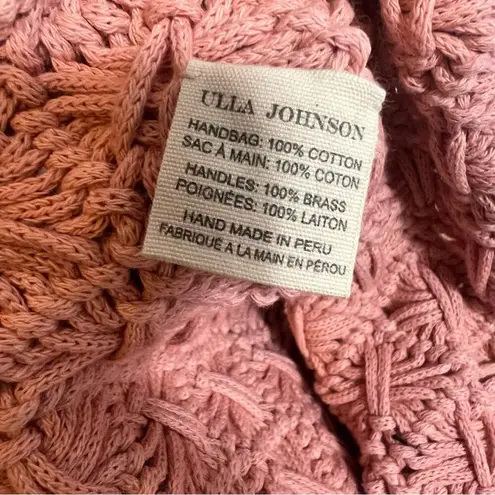 ULLA JOHNSON
HANDBAG: 100% COTTON
SAC À MAIN: 100% COTON
HANDLES: 100% BRASS
POIGNÉES: 100% LAITON
HAND MADE IN PERU
FABRIQUÉ A LA MAIN EN PÉROU